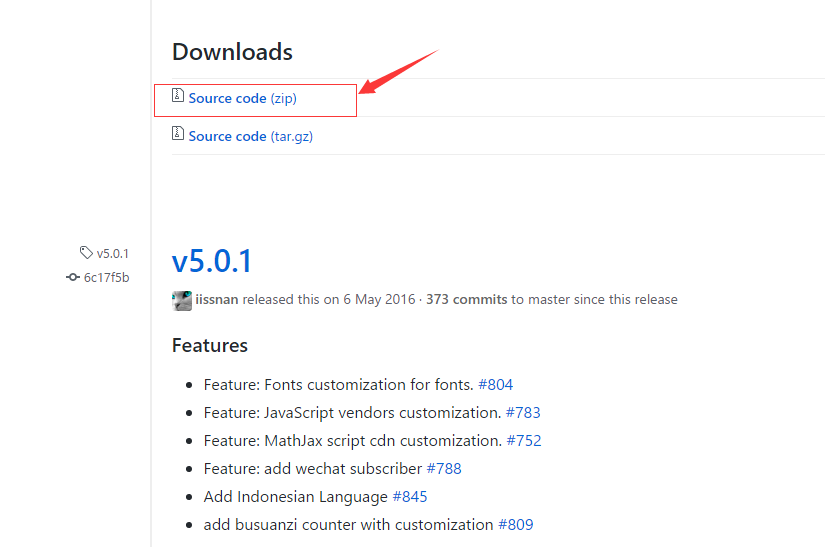 Downloads
Source code (zip)
Source code (tar.gz)
v5.0.1
6c17f5b
v5.0.1
iissnan released this on 6 May 2016 · 373 commits to master since this release
Features
Feature: Fonts customization for fonts. #804
Feature: JavaScript vendors customization. #783
Feature: MathJax script cdn customization. #752
Feature: add wechat subscriber #788
Add Indonesian Language #845
add busuanzi counter with customization #809